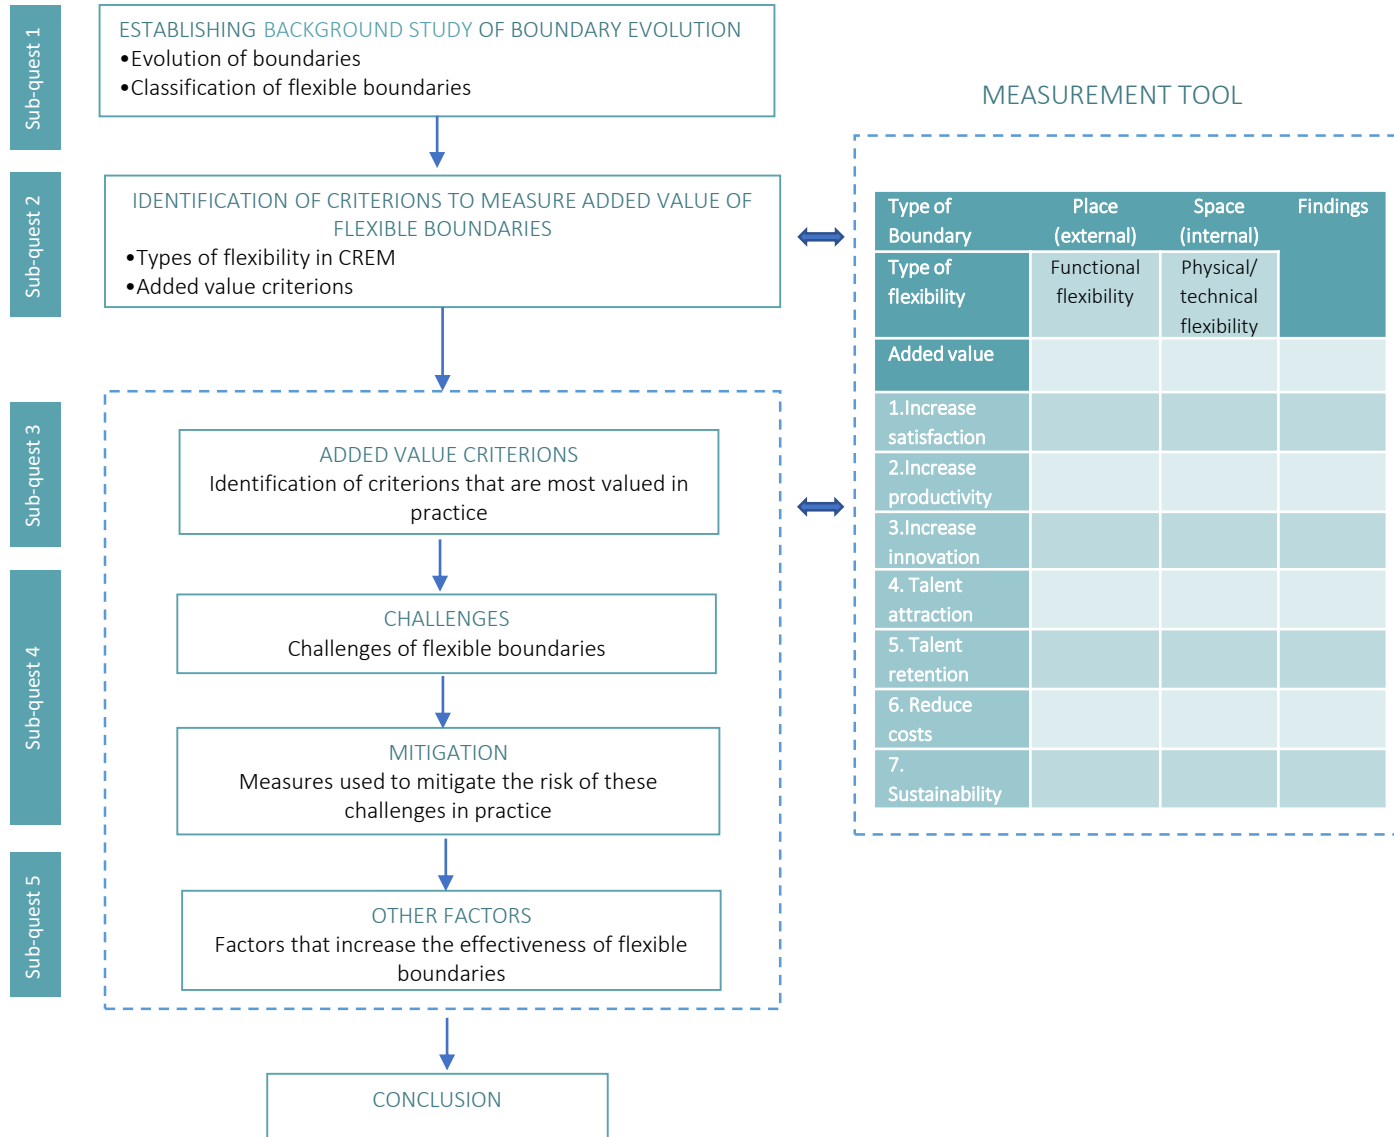 Sub-quest 1
ESTABLISHING BACKGROUND STUDY OF BOUNDARY EVOLUTION
•Evolution of boundaries
•Classification of flexible boundaries
Sub-quest 2
IDENTIFICATION OF CRITERIONS TO MEASURE ADDED VALUE OF
FLEXIBLE BOUNDARIES
•Types of flexibility in CREM
•Added value criterions
Sub-quest 3
ADDED VALUE CRITERIONS
Identification of criterions that are most valued in
practice
Sub-quest 4
CHALLENGES
Challenges of flexible boundaries
MITIGATION
Measures used to mitigate the risk of these
challenges in practice
Sub-quest 5
OTHER FACTORS
Factors that increase the effectiveness of flexible
boundaries
CONCLUSION
MEASUREMENT TOOL
Type of
Boundary
Place
(external)
Space
(internal)
Findings
Type of
flexibility
Functional
flexibility
Physical/
technical
flexibility
Added value
1.Increase
satisfaction
2.Increase
productivity
3.Increase
innovation
4. Talent
attraction
5. Talent
retention
6. Reduce
costs
7.
Sustainability